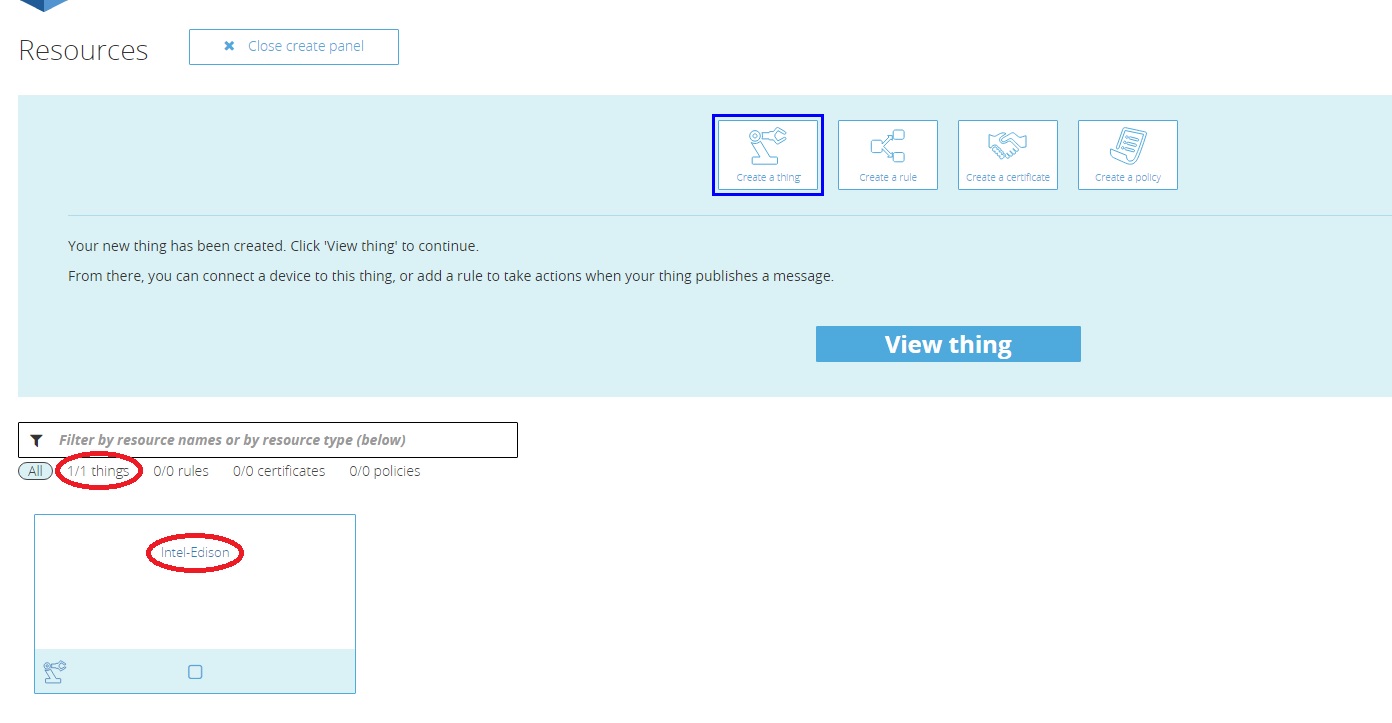 Resources
✖ Close create panel
Create a thing
Create a rule
Create a certificate
Create a policy
Your new thing has been created. Click 'View thing' to continue.
From there, you can connect a device to this thing, or add a rule to take actions when your thing publishes a message.
View thing
Filter by resource names or by resource type (below)
All 1/1 things 0/0 rules 0/0 certificates 0/0 policies
Intel-Edison